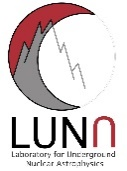 LUNA
Laboratory for Underground
Nuclear Astrophysics